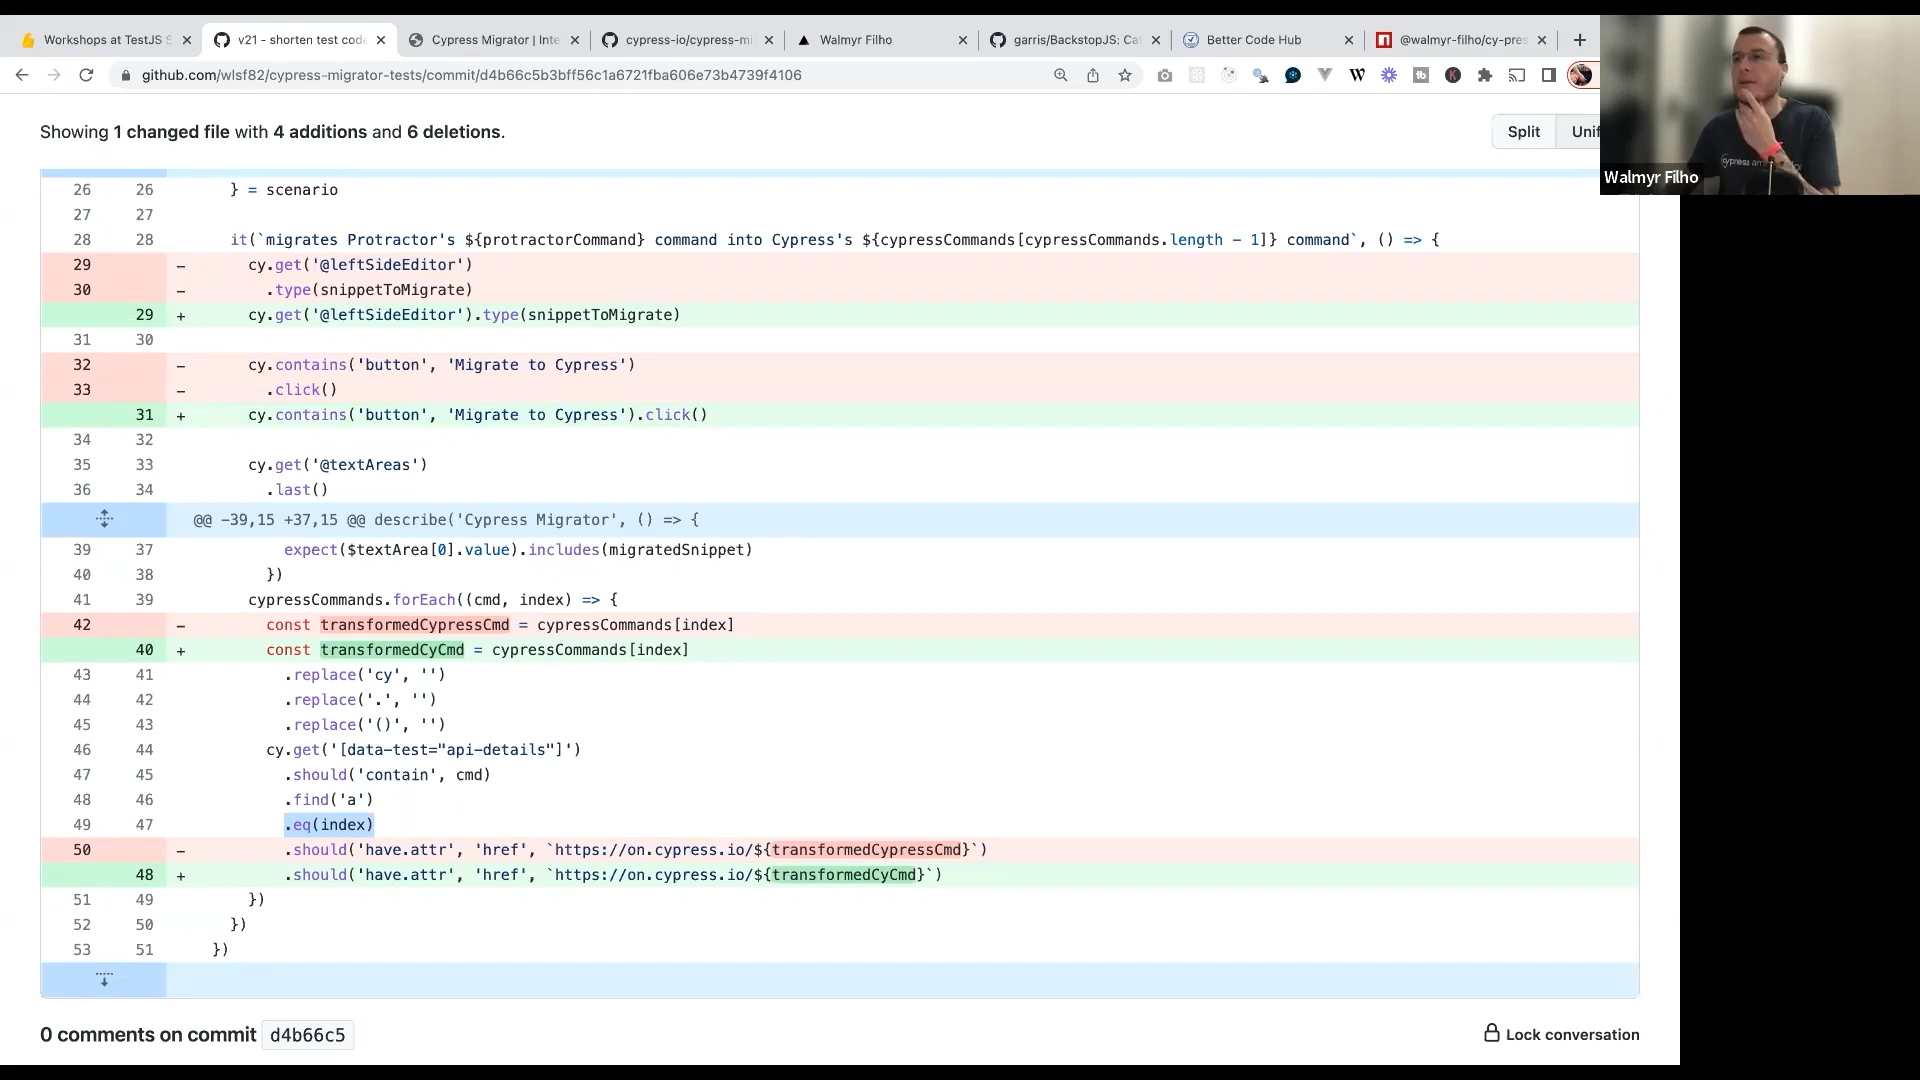 Workshops at TestJS S
v21 - shorten test code
Cypress Migrator | Inte
cypress-io/cypress-mi
Walmyr Filho
garris/BackstopJS: Cat
Better Code Hub
@walmyr-filho/cy-pres
github.com/wlsf82/cypress-migrator-tests/commit/d4b66c5b3bff56c1a6721fba606e73b4739f4106
Walmyr Filho
Showing 1 changed file with 4 additions and 6 deletions.
Split Unif
26 26 } = scenario
27 27
28 28 it(`migrates Protractor's ${protractorCommand} command into Cypress's ${cypressCommands[cypressCommands.length - 1]} command`, () => {
29 - cy.get('@leftSideEditor')
30 - .type(snippetToMigrate)
29 + cy.get('@leftSideEditor').type(snippetToMigrate)
31 30
32 - cy.contains('button', 'Migrate to Cypress')
33 - .click()
31 + cy.contains('button', 'Migrate to Cypress').click()
34 32
35 33 cy.get('@textAreas')
36 34 .last()
@@ -39,15 +37,15 @@ describe('Cypress Migrator', () => {
39 37 expect($textArea[0].value).includes(migratedSnippet)
40 38 })
41 39 cypressCommands.forEach((cmd, index) => {
42 - const transformedCypressCmd = cypressCommands[index]
40 + const transformedCyCmd = cypressCommands[index]
43 41 .replace('cy', '')
44 42 .replace('.', '')
45 43 .replace('()', '')
46 44 cy.get('[data-test="api-details"]')
47 45 .should('contain', cmd)
48 46 .find('a')
49 47 .eq(index)
50 - .should('have.attr', 'href', `https://on.cypress.io/${transformedCypressCmd}`)
48 + .should('have.attr', 'href', `https://on.cypress.io/${transformedCyCmd}`)
51 49 })
52 50 })
53 51 })
0 comments on commit d4b66c5
Lock conversation